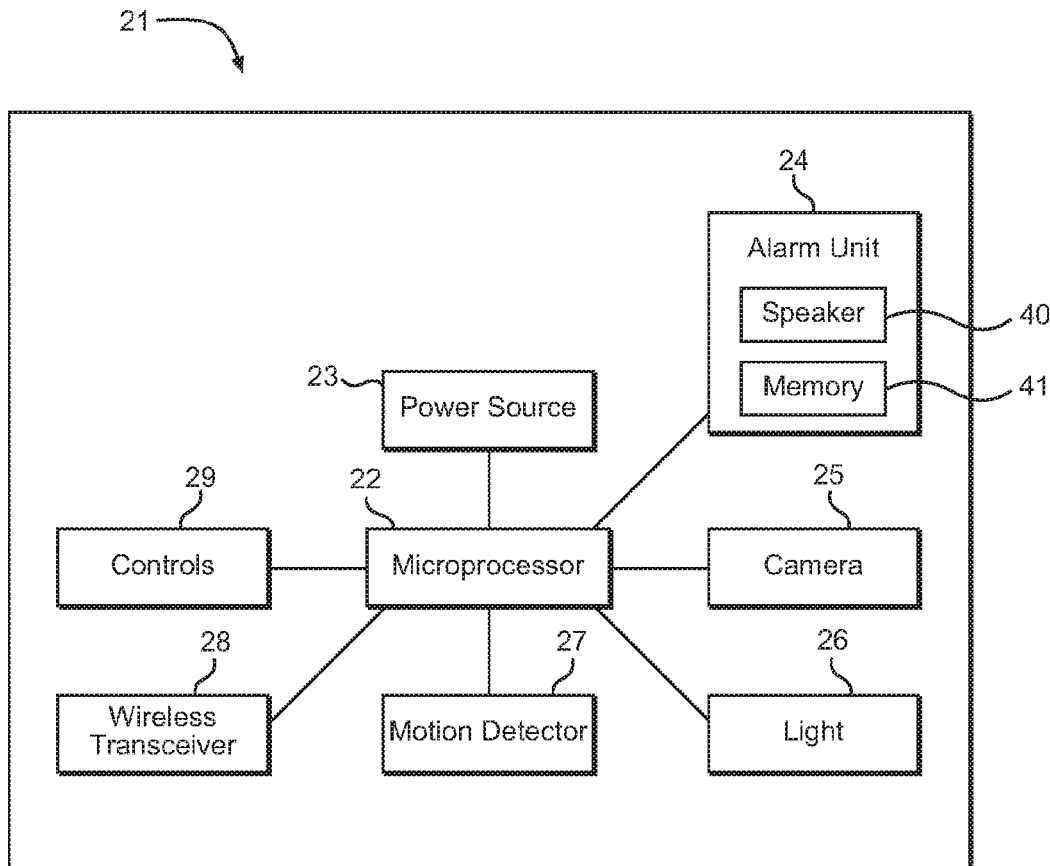 21
24
Alarm Unit
Speaker
40
Memory
41
23
Power Source
29
22
25
Controls
Microprocessor
Camera
28
27
26
Wireless
Transceiver
Motion Detector
Light